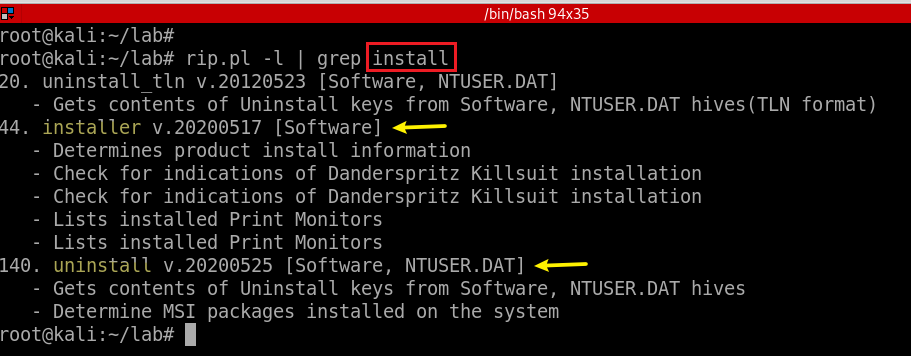 /bin/bash 94x35
root@kali:~/lab#
root@kali:~/lab# rip.pl -l | grep install
20. uninstall_tln v.20120523 [Software, NTUSER.DAT]
   - Gets contents of Uninstall keys from Software, NTUSER.DAT hives(TLN format)
44. installer v.20200517 [Software]
   - Determines product install information
   - Check for indications of Danderspritz Killsuit installation
   - Check for indications of Danderspritz Killsuit installation
   - Lists installed Print Monitors
   - Lists installed Print Monitors
140. uninstall v.20200525 [Software, NTUSER.DAT]
   - Gets contents of Uninstall keys from Software, NTUSER.DAT hives
   - Determine MSI packages installed on the system
root@kali:~/lab#